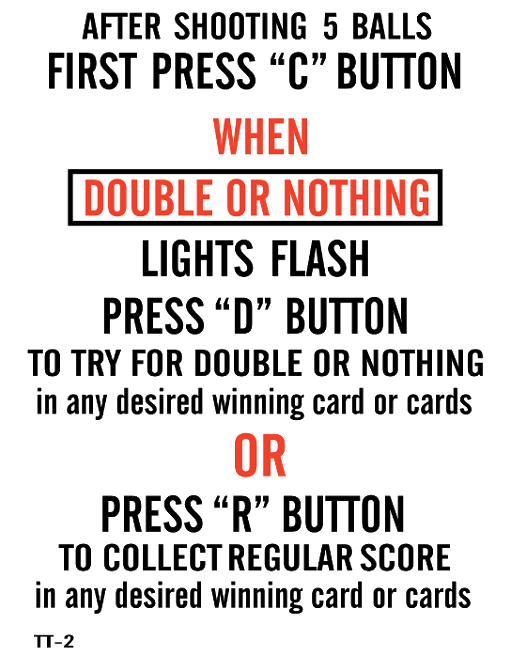 AFTER SHOOTING 5 BALLS
FIRST PRESS “C” BUTTON
WHEN
DOUBLE OR NOTHING
LIGHTS FLASH
PRESS “D” BUTTON
TO TRY FOR DOUBLE OR NOTHING
in any desired winning card or cards
OR
PRESS “R” BUTTON
TO COLLECT REGULAR SCORE
in any desired winning card or cards
TT-2